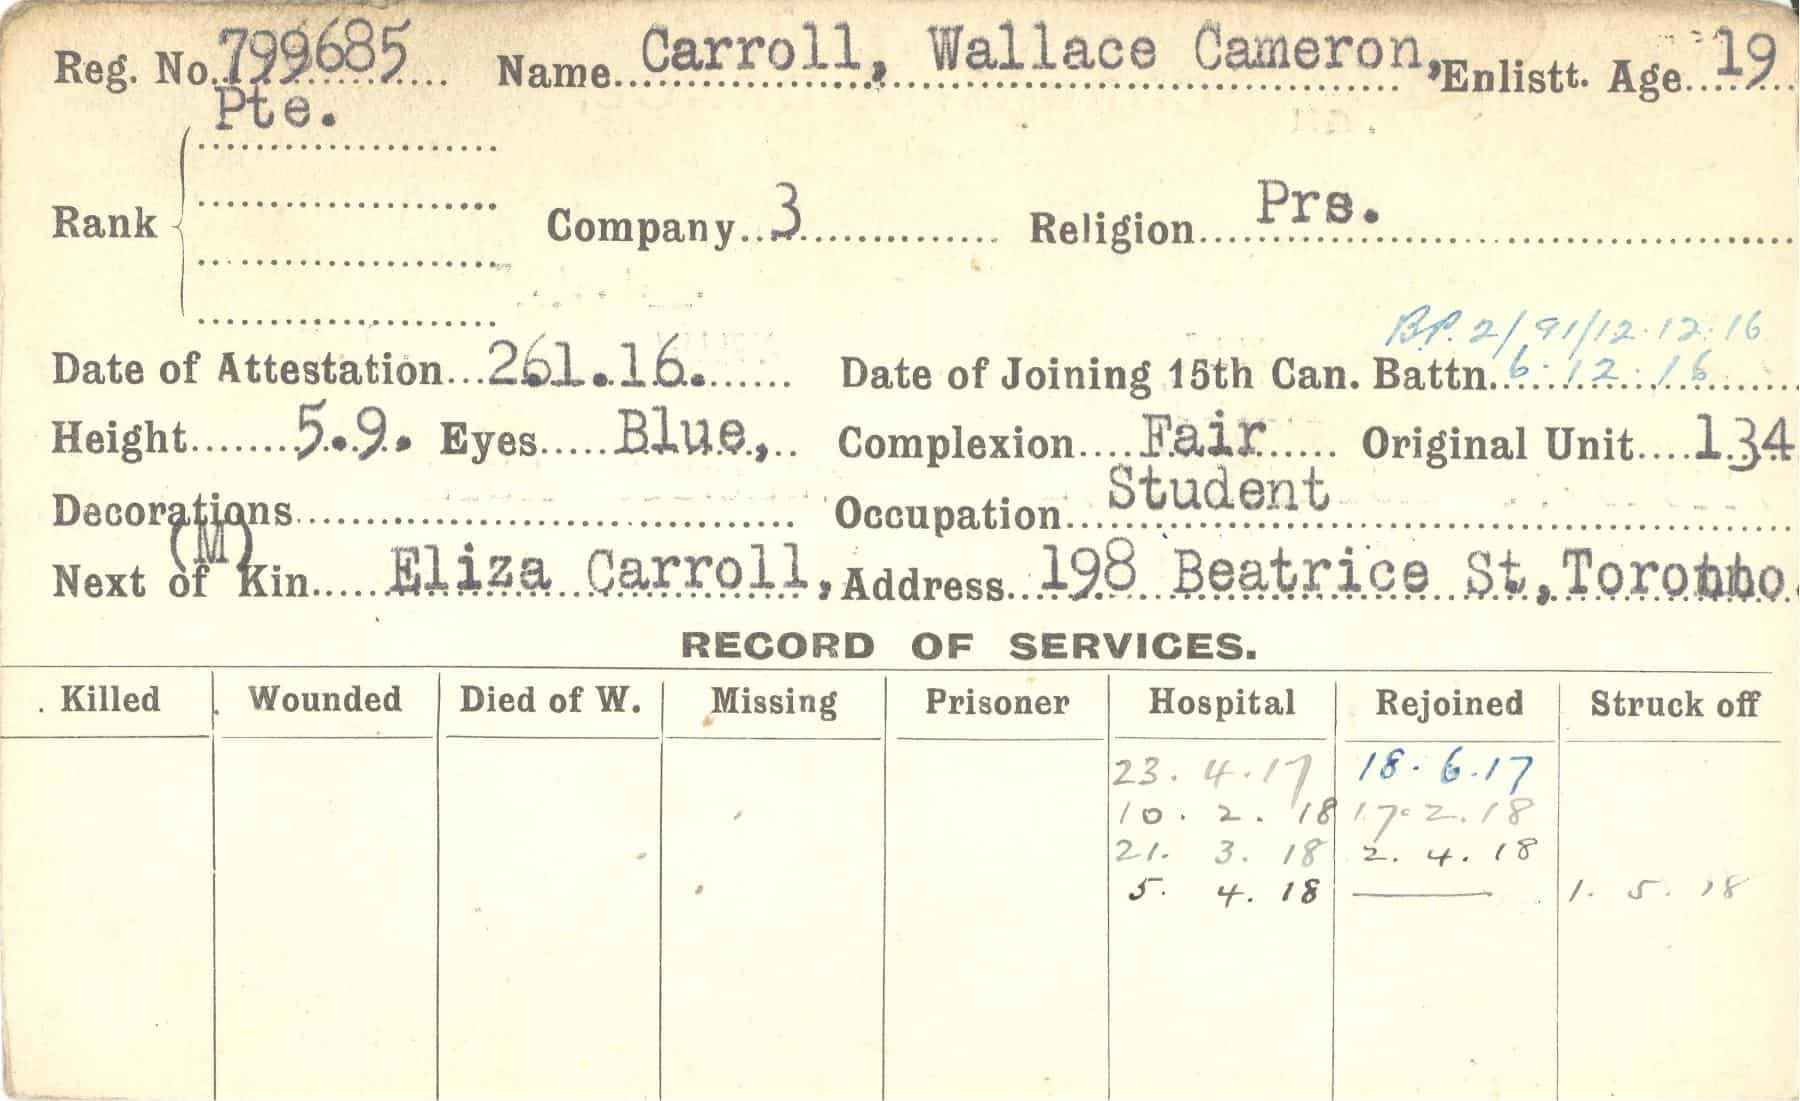 Reg. No. 799685 Name Carroll, Wallace Cameron, Enlistt. Age 19
Pte.
Rank Company 3 Religion Prs.
B.P. 2/91/12.12.16
Date of Attestation 261.16. Date of Joining 15th Can. Battn. 6.12.16
Height 5.9. Eyes Blue, Complexion Fair Original Unit 134
Decorations Occupation Student
(M)
Next of Kin Eliza Carroll, Address 198 Beatrice St, Toronto.
RECORD OF SERVICES.
Killed Wounded Died of W. Missing Prisoner Hospital Rejoined Struck off
23.4.17 18.6.17
10.2.18 17.2.18
21.3.18 2.4.18
5.4.18 — 1.5.18